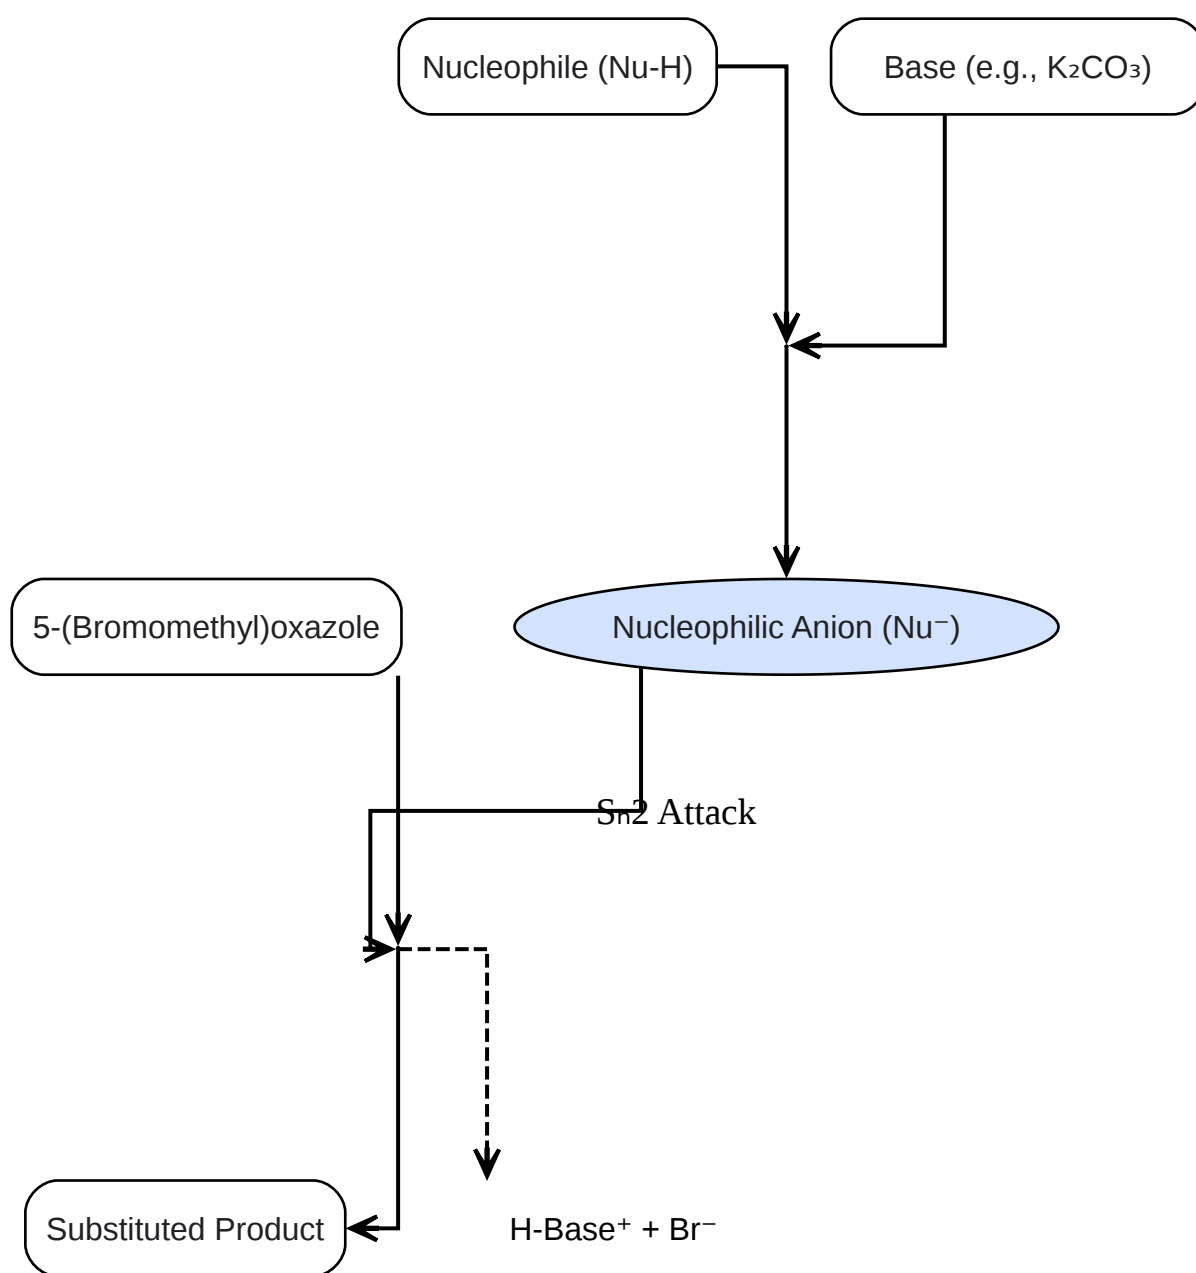 Nucleophile (Nu-H)
Base (e.g., K₂CO₃)
5-(Bromomethyl)oxazole
Nucleophilic Anion (Nu⁻)
Sₙ2 Attack
Substituted Product
H-Base⁺ + Br⁻